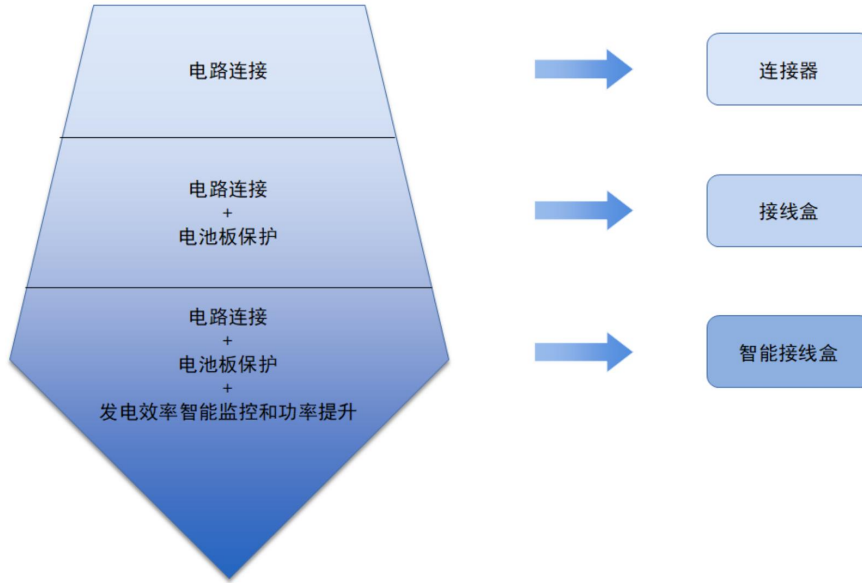 电路连接
连接器
电路连接
+
电池板保护
接线盒
电路连接
+
电池板保护
+
发电效率智能监控和功率提升
智能接线盒